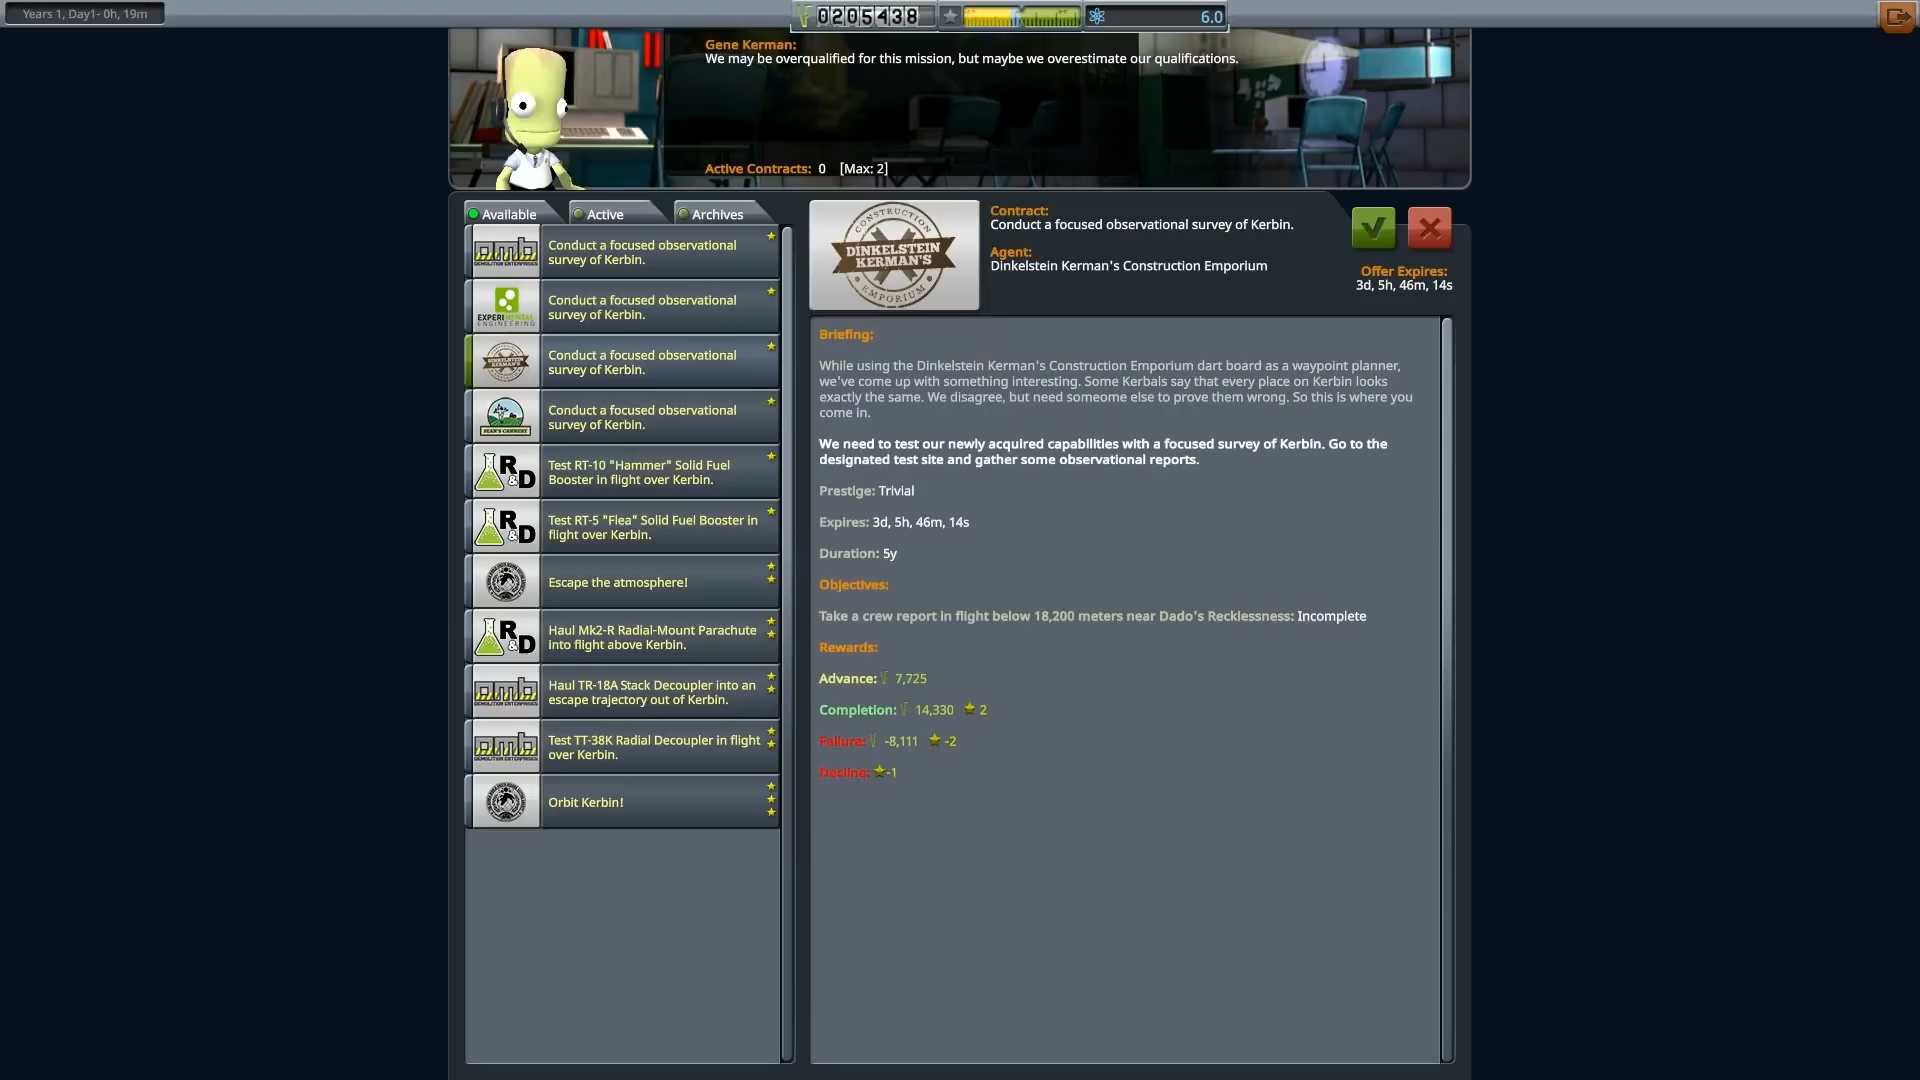 Years 1, Day1- 0h, 19m
0205438
6.0
Gene Kerman:
We may be overqualified for this mission, but maybe we overestimate our qualifications.
Active Contracts: 0 [Max: 2]
Available
Active
Archives
Conduct a focused observational
survey of Kerbin.
Conduct a focused observational
survey of Kerbin.
Conduct a focused observational
survey of Kerbin.
Conduct a focused observational
survey of Kerbin.
Test RT-10 "Hammer" Solid Fuel
Booster in flight over Kerbin.
Test RT-5 "Flea" Solid Fuel Booster in
flight over Kerbin.
Escape the atmosphere!
Haul Mk2-R Radial-Mount Parachute
into flight above Kerbin.
Haul TR-18A Stack Decoupler into an
escape trajectory out of Kerbin.
Test TT-38K Radial Decoupler in flight
over Kerbin.
Orbit Kerbin!
amb
DEMOLITION ENTERPRISES
EXPERIMENTAL
ENGINEERING
R&D
R&D
R&D
amb
DEMOLITION ENTERPRISES
amb
DEMOLITION ENTERPRISES
CONSTRUCTION
DINKELSTEIN
KERMAN'S
EMPORIUM
Contract:
Conduct a focused observational survey of Kerbin.
Agent:
Dinkelstein Kerman's Construction Emporium
Offer Expires:
3d, 5h, 46m, 14s
Briefing:
While using the Dinkelstein Kerman's Construction Emporium dart board as a waypoint planner,
we've come up with something interesting. Some Kerbals say that every place on Kerbin looks
exactly the same. We disagree, but need someone else to prove them wrong. So this is where you
come in.
We need to test our newly acquired capabilities with a focused survey of Kerbin. Go to the
designated test site and gather some observational reports.
Prestige: Trivial
Expires: 3d, 5h, 46m, 14s
Duration: 5y
Objectives:
Take a crew report in flight below 18,200 meters near Dado's Recklessness: Incomplete
Rewards:
Advance: 7,725
Completion: 14,330 2
Failure: -8,111 -2
Decline: -1